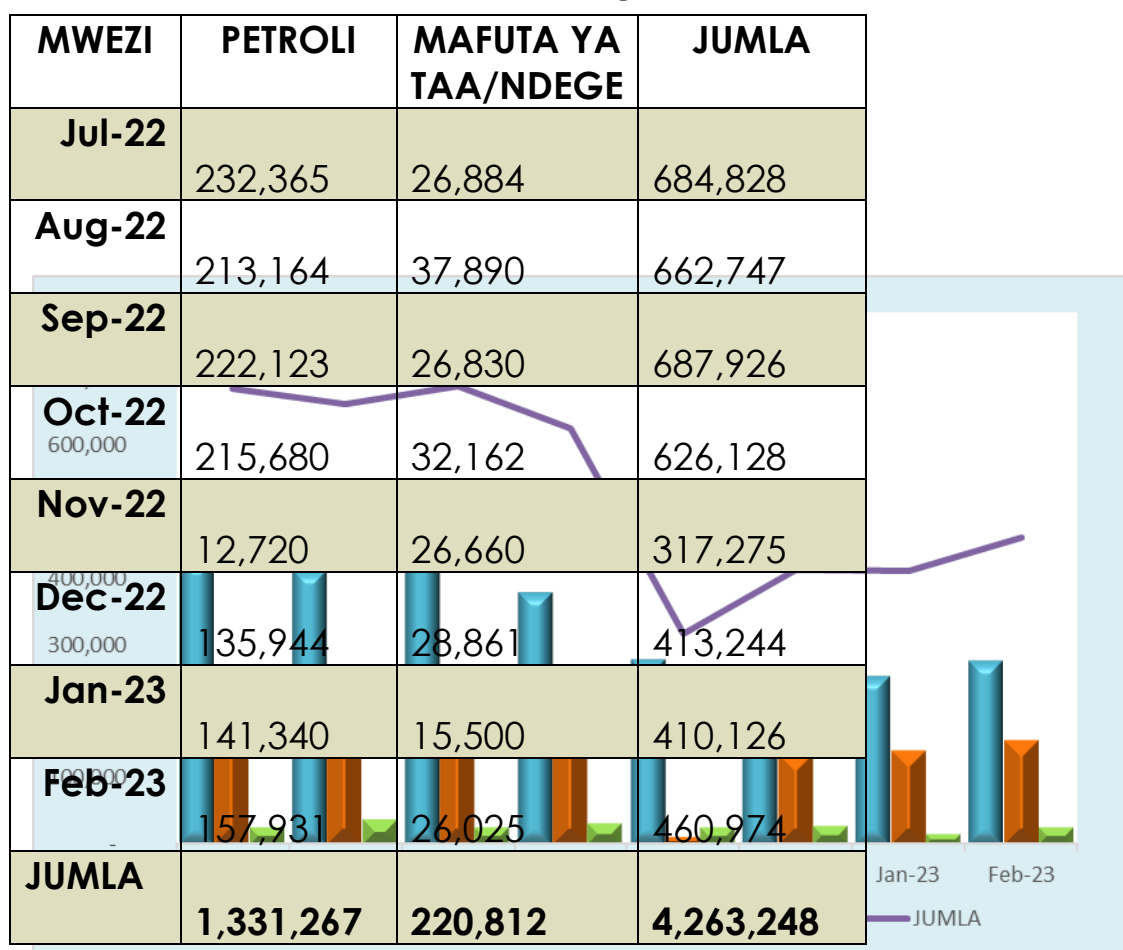 MWEZI PETROLI MAFUTA YA TAA/NDEGE JUMLA
Jul-22 232,365 26,884 684,828
Aug-22 213,164 37,890 662,747
Sep-22 222,123 26,830 687,926
Oct-22 215,680 32,162 626,128
600,000
Nov-22 12,720 26,660 317,275
400,000
Dec-22 135,944 28,861 413,244
300,000
Jan-23 141,340 15,500 410,126
Feb-23 157,931 26,025 460,974
-
JUMLA 1,331,267 220,812 4,263,248
Jan-23 Feb-23
JUMLA